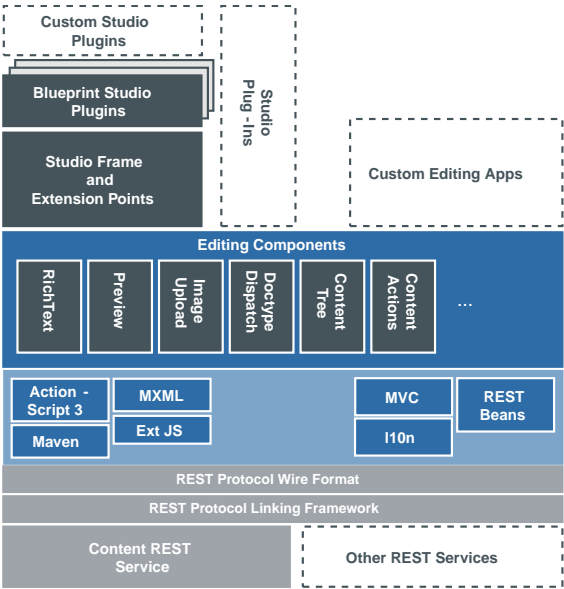 Custom Studio
Plugins
Blueprint Studio
Plugins
Studio Frame
and
Extension Points
Studio
Plug - Ins
Custom Editing Apps
Editing Components
RichText
Preview
Image
Upload
Doctype
Dispatch
Content
Tree
Content
Actions
...
Action -
Script 3
Maven
MXML
Ext JS
MVC
l10n
REST
Beans
REST Protocol Wire Format
REST Protocol Linking Framework
Content REST
Service
Other REST Services